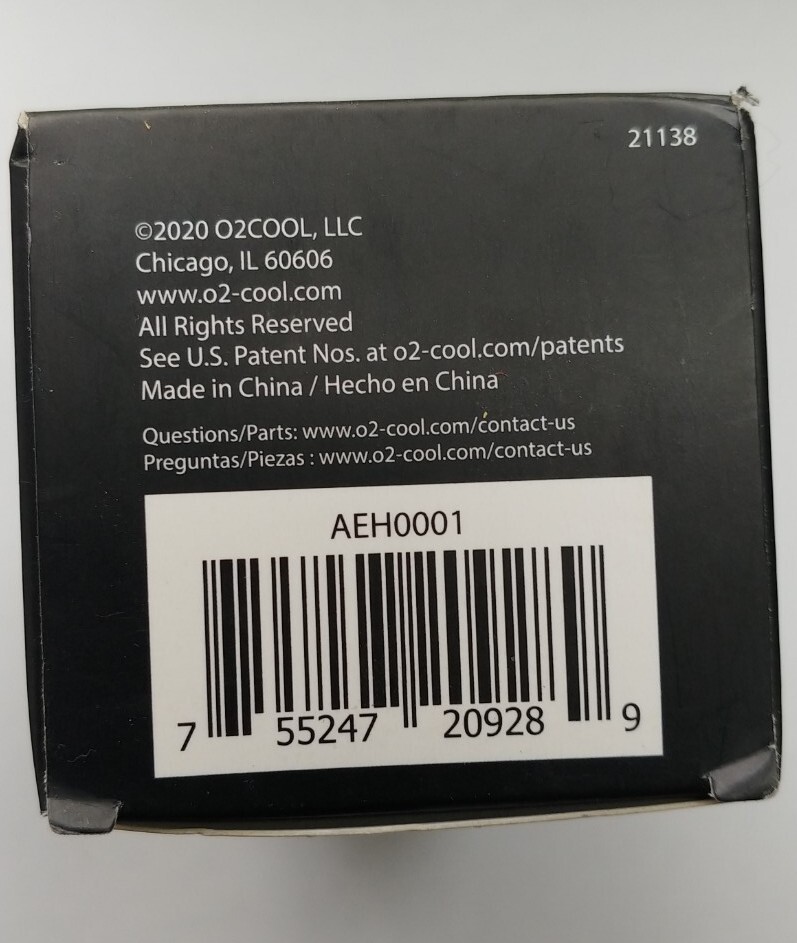 21138
©2020 O2COOL, LLC
Chicago, IL 60606
www.o2-cool.com
All Rights Reserved
See U.S. Patent Nos. at o2-cool.com/patents
Made in China / Hecho en China
Questions/Parts: www.o2-cool.com/contact-us
Preguntas/Piezas : www.o2-cool.com/contact-us
AEH0001
7 55247 20928 9